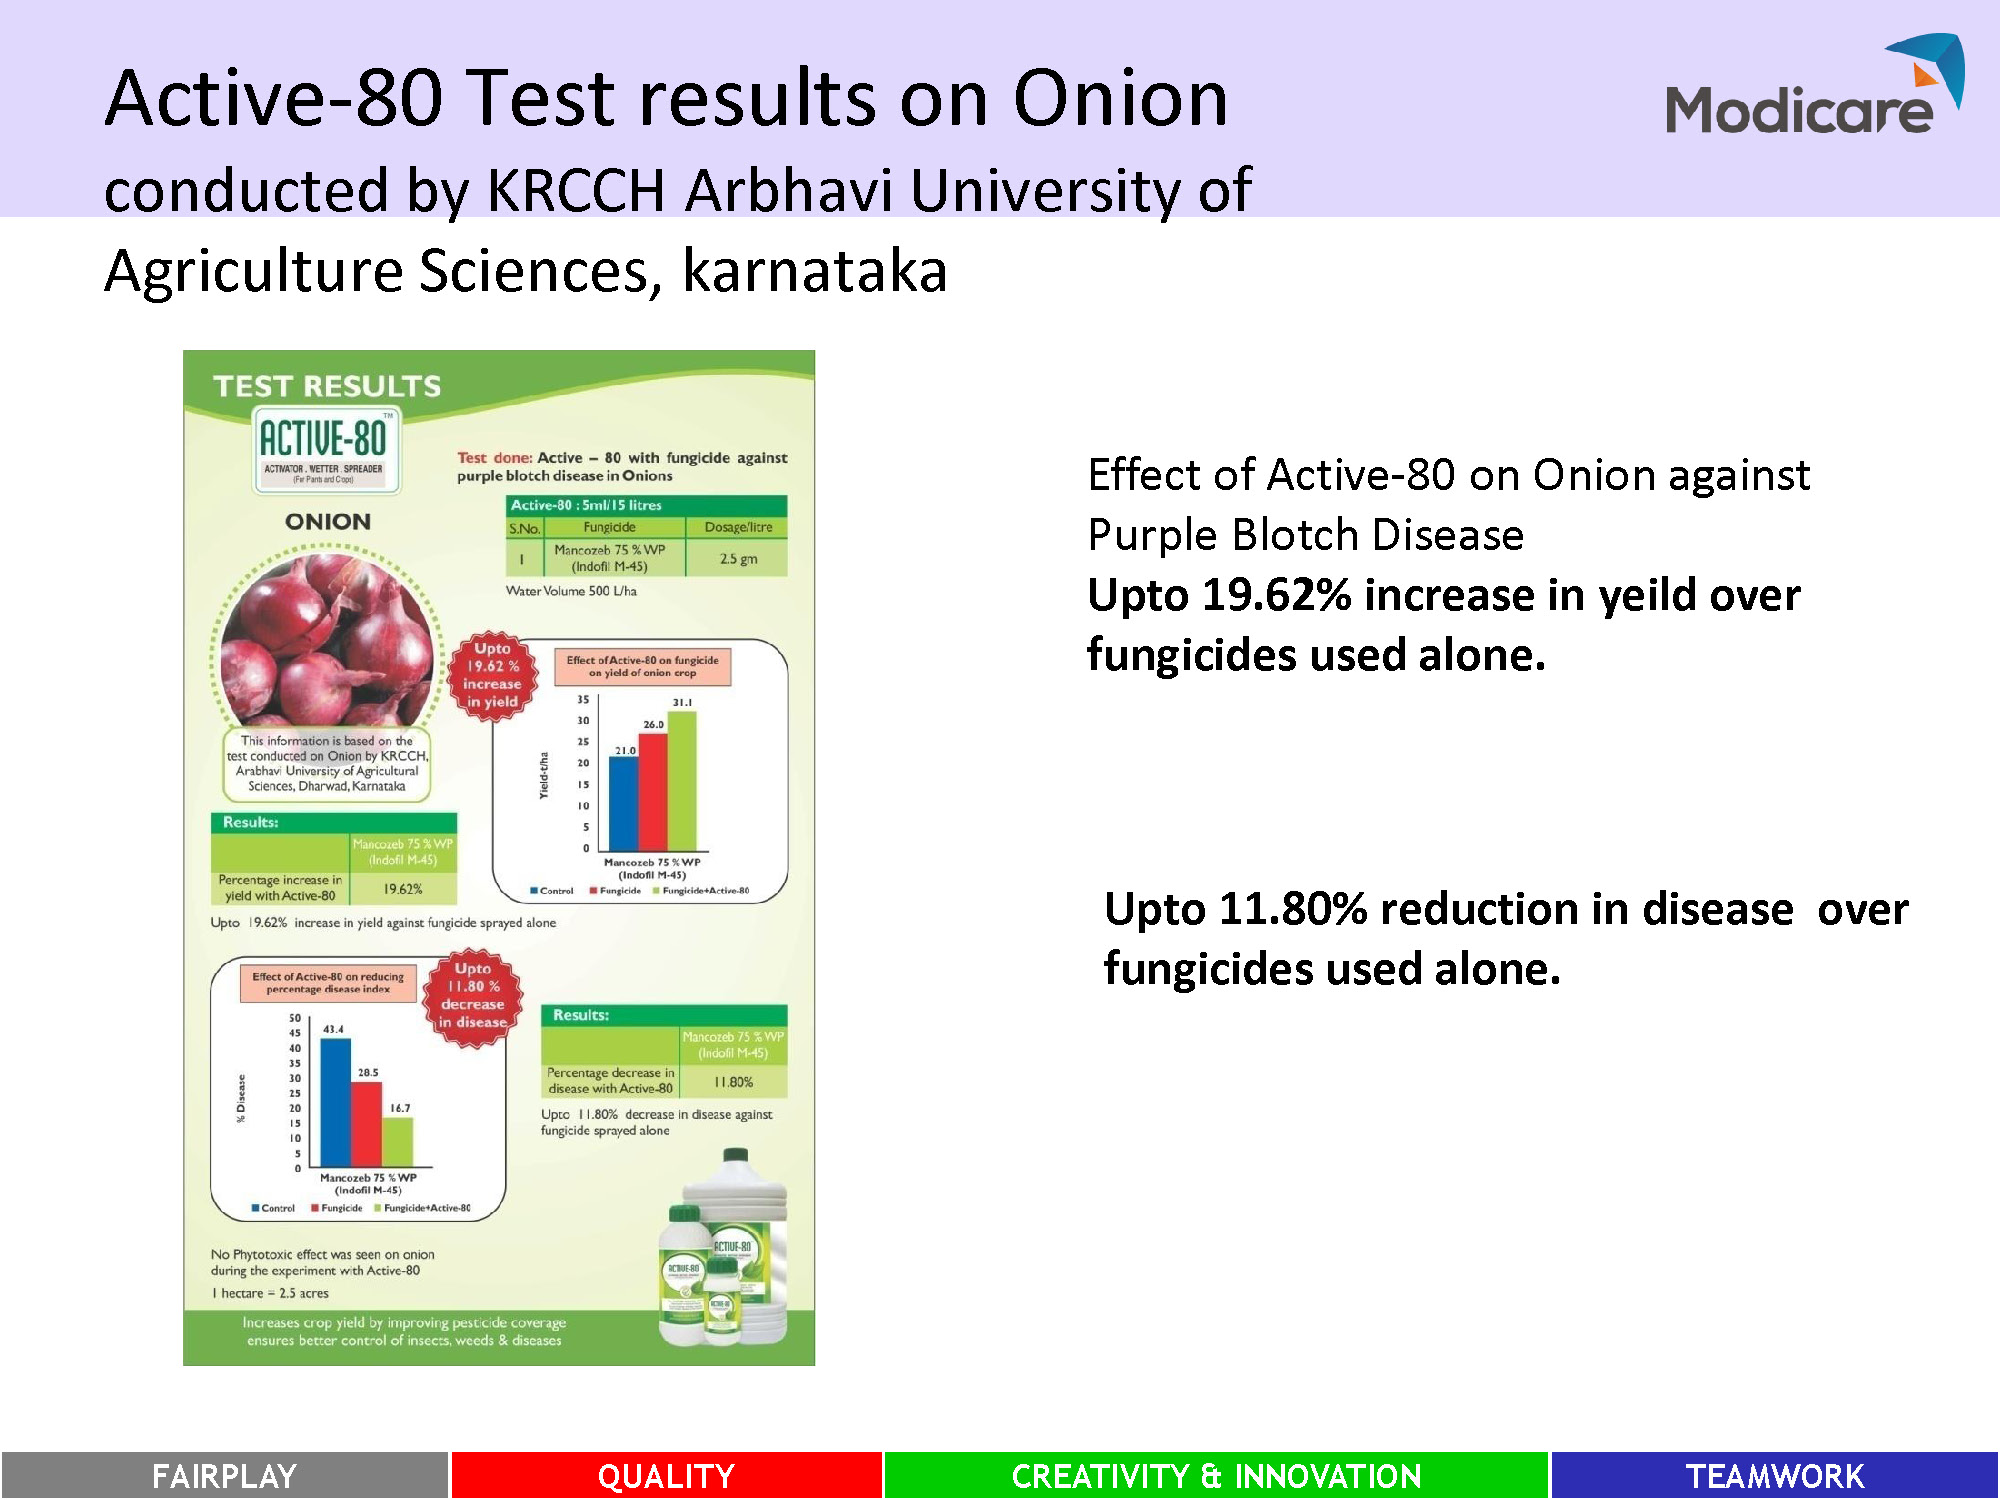 Active-80 Test results on Onion
conducted by KRCCH Arbhavi University of
Agriculture Sciences, karnataka
Modicare
TEST RESULTS
ACTIVE-80 ™
ACTIVATOR . WETTER . SPREADER
(For Plants and Crops)
ONION
Test done: Active – 80 with fungicide against
purple blotch disease in Onions
Active-80 : 5ml/15 litres
S.No. Fungicide Dosage/litre
1 Mancozeb 75 % WP
(Indofil M-45) 2.5 gm
Water Volume 500 L/ha
This information is based on the
test conducted on Onion by KRCCH,
Arabhavi University of Agricultural
Sciences, Dharwad, Karnataka
Upto
19.62 %
increase
in yield
Effect of Active-80 on fungicide
on yield of onion crop
Yield-t/ha
35
30
25
20
15
10
5
0
21.0
26.0
31.1
Mancozeb 75 % WP
(Indofil M-45)
Control Fungicide Fungicide+Active-80
Results:
Mancozeb 75 % WP
(Indofil M-45)
Percentage increase in
yield with Active-80
19.62%
Upto 19.62% increase in yield against fungicide sprayed alone
Effect of Active-80 on reducing
percentage disease index
Upto
11.80 %
decrease
in disease
% Disease
50
45
40
35
30
25
20
15
10
5
0
43.4
28.5
16.7
Mancozeb 75 % WP
(Indofil M-45)
Control Fungicide Fungicide+Active-80
Results:
Mancozeb 75 % WP
(Indofil M-45)
Percentage decrease in
disease with Active-80
11.80%
Upto 11.80% decrease in disease against
fungicide sprayed alone
No Phytotoxic effect was seen on onion
during the experiment with Active-80
1 hectare = 2.5 acres
ACTIVE-80
ACTIVE-80
ACTIVE-80
Increases crop yield by improving pesticide coverage
ensures better control of insects, weeds & diseases
Effect of Active-80 on Onion against
Purple Blotch Disease
Upto 19.62% increase in yeild over
fungicides used alone.
Upto 11.80% reduction in disease over
fungicides used alone.
FAIRPLAY
QUALITY
CREATIVITY & INNOVATION
TEAMWORK